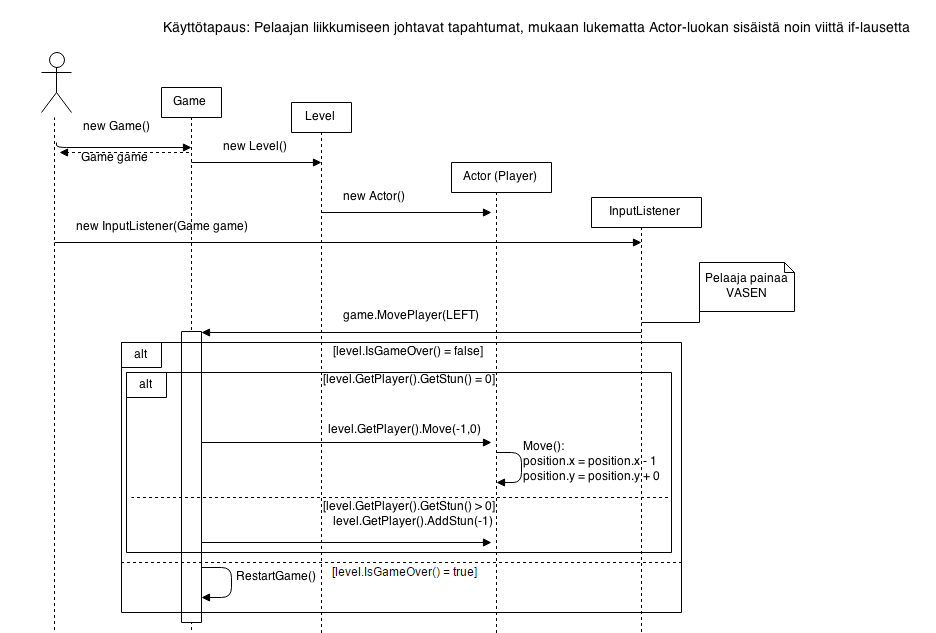 Käyttötapaus: Pelaajan liikkumiseen johtavat tapahtumat, mukaan lukematta Actor-luokan sisäistä noin viittä if-lausetta
Game
Level
new Game()
Game game
new Level()
Actor (Player)
new Actor()
InputListener
new InputListener(Game game)
Pelaaja painaa
VASEN
game.MovePlayer(LEFT)
alt
[level.IsGameOver() = false]
alt
[level.GetPlayer().GetStun() = 0]
level.GetPlayer().Move(-1,0)
Move():
position.x = position.x - 1
position.y = position.y + 0
[level.GetPlayer().GetStun() > 0]
level.GetPlayer().AddStun(-1)
RestartGame()
[level.IsGameOver() = true]